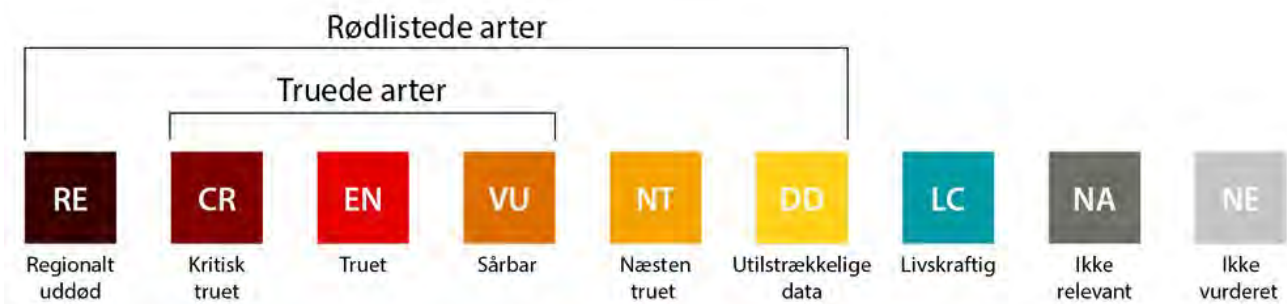 Rødlistede arter
Truede arter
RE
CR
EN
VU
NT
DD
LC
NA
NE
Regionalt
uddød
Kritisk
truet
Truet
Sårbar
Næsten
truet
Utilstrækkelige
data
Livskraftig
Ikke
relevant
Ikke
vurderet